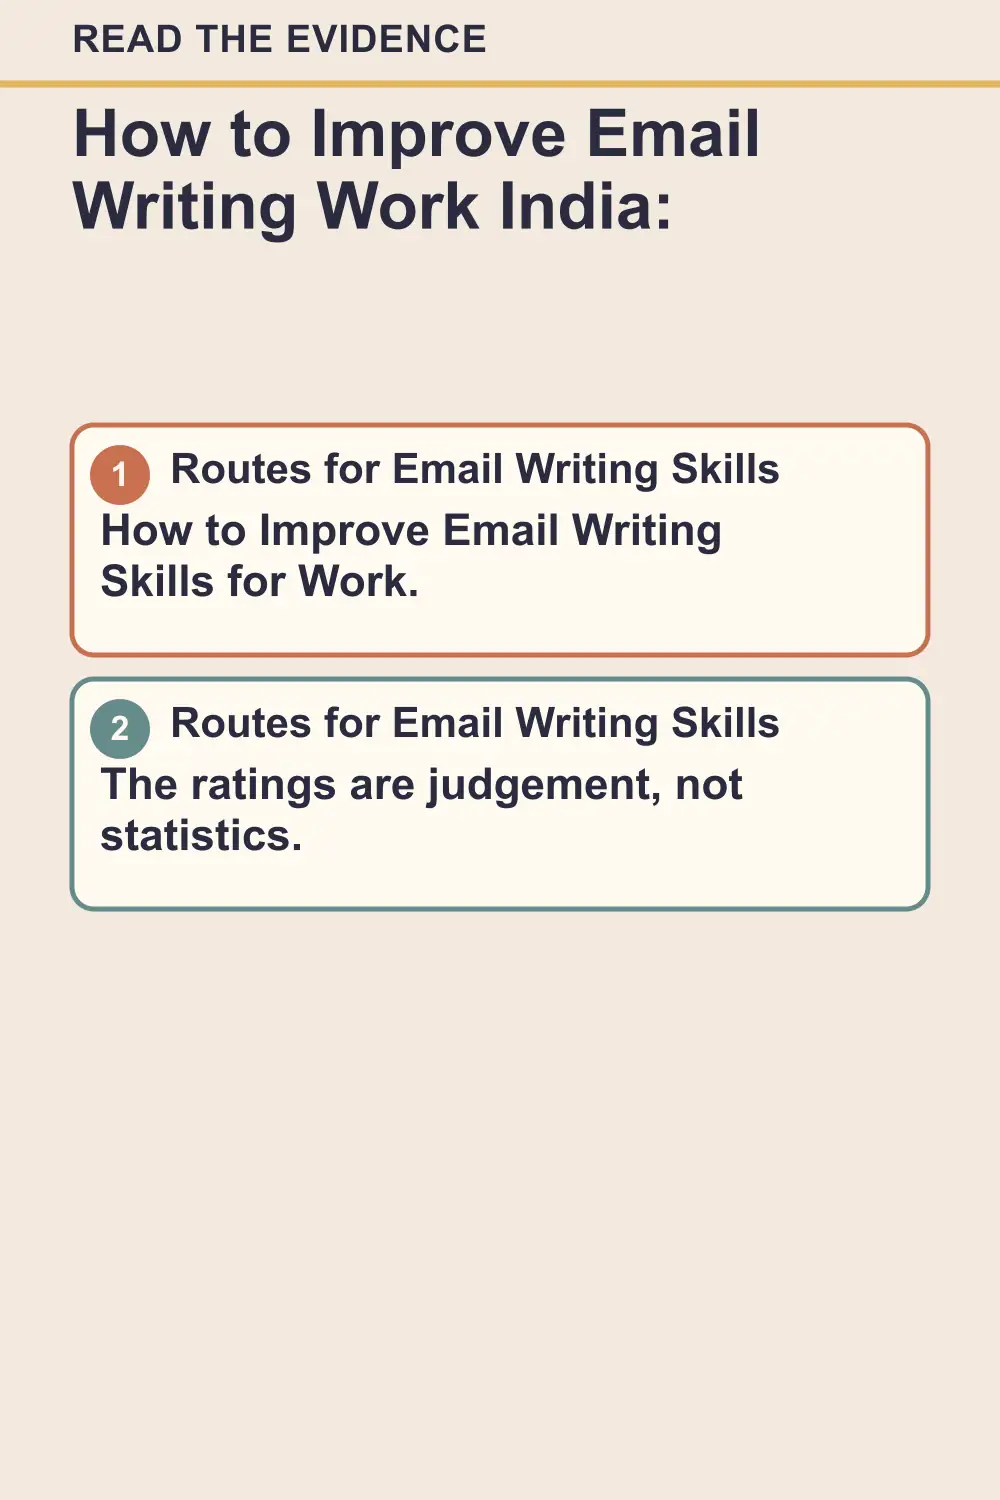 READ THE EVIDENCE
How to Improve Email
Writing Work India:
1 Routes for Email Writing Skills
How to Improve Email Writing
Skills for Work.
2 Routes for Email Writing Skills
The ratings are judgement, not
statistics.